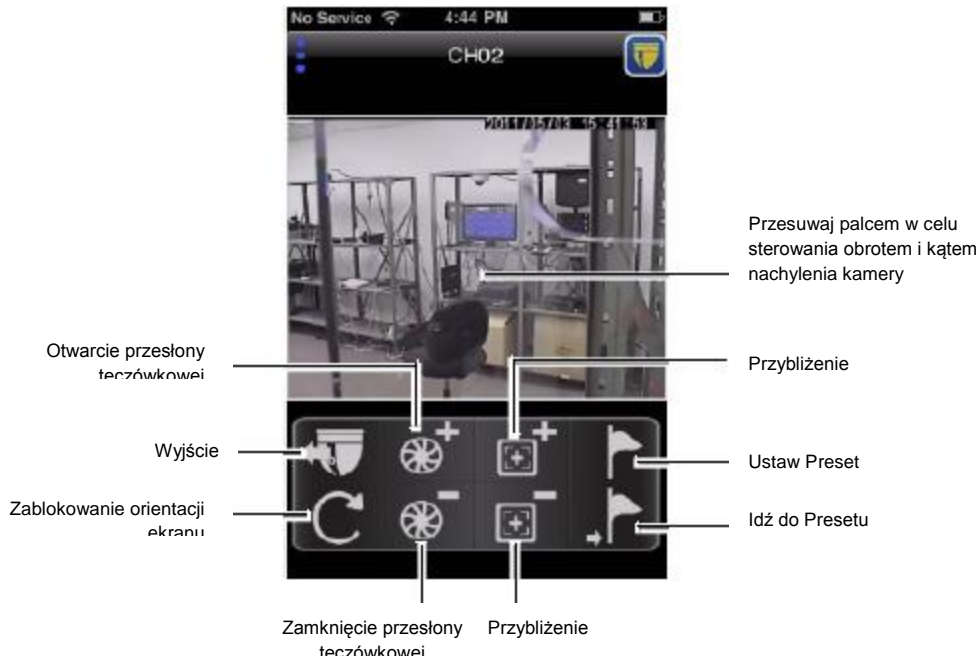 No Service 4:44 PM
CH02
2011/05/03 15:41:53
Przesuwaj palcem w celu
sterowania obrotem i kątem
nachylenia kamery
Otwarcie przesłony
tęczówkowej
Przybliżenie
Wyjście
Ustaw Preset
Zablokowanie orientacji
ekranu
Idź do Presetu
Zamknięcie przesłony
tęczówkowej
Przybliżenie